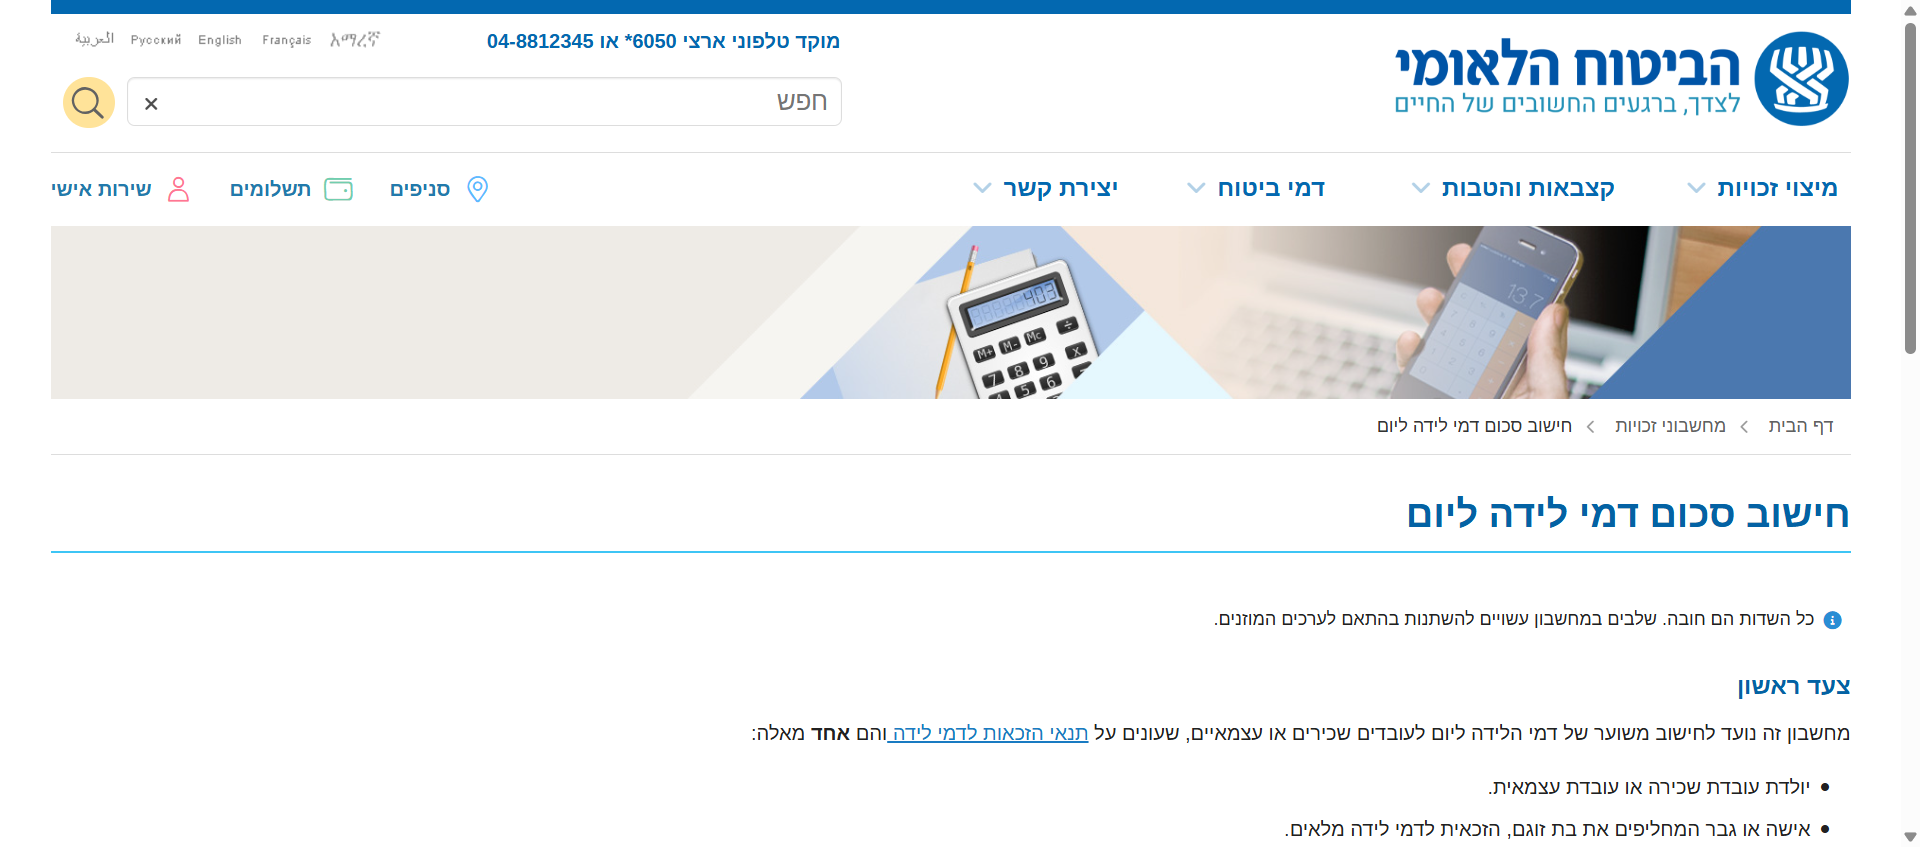 מוקד טלפוני ארצי 6050* או 04-8812345
አማረኛ
Français
English
Русский
العربية
הביטוח הלאומי
לצדך, ברגעים החשובים של החיים
חפש
מיצוי זכויות
קצבאות והטבות
דמי ביטוח
יצירת קשר
סניפים
תשלומים
שירות אישי
13.7
403
M+ M- Mc ÷
7 8 9 x
4 5 6
דף הבית
מחשבוני זכויות
חישוב סכום דמי לידה ליום
חישוב סכום דמי לידה ליום
כל השדות הם חובה. שלבים במחשבון עשויים להשתנות בהתאם לערכים המוזנים.
צעד ראשון
מחשבון זה נועד לחישוב משוער של דמי הלידה ליום לעובדים שכירים או עצמאיים, שעונים על תנאי הזכאות לדמי לידה והם אחד מאלה:
יולדת עובדת שכירה או עובדת עצמאית.
אישה או גבר המחליפים את בת זוגם, הזכאית לדמי לידה מלאים.